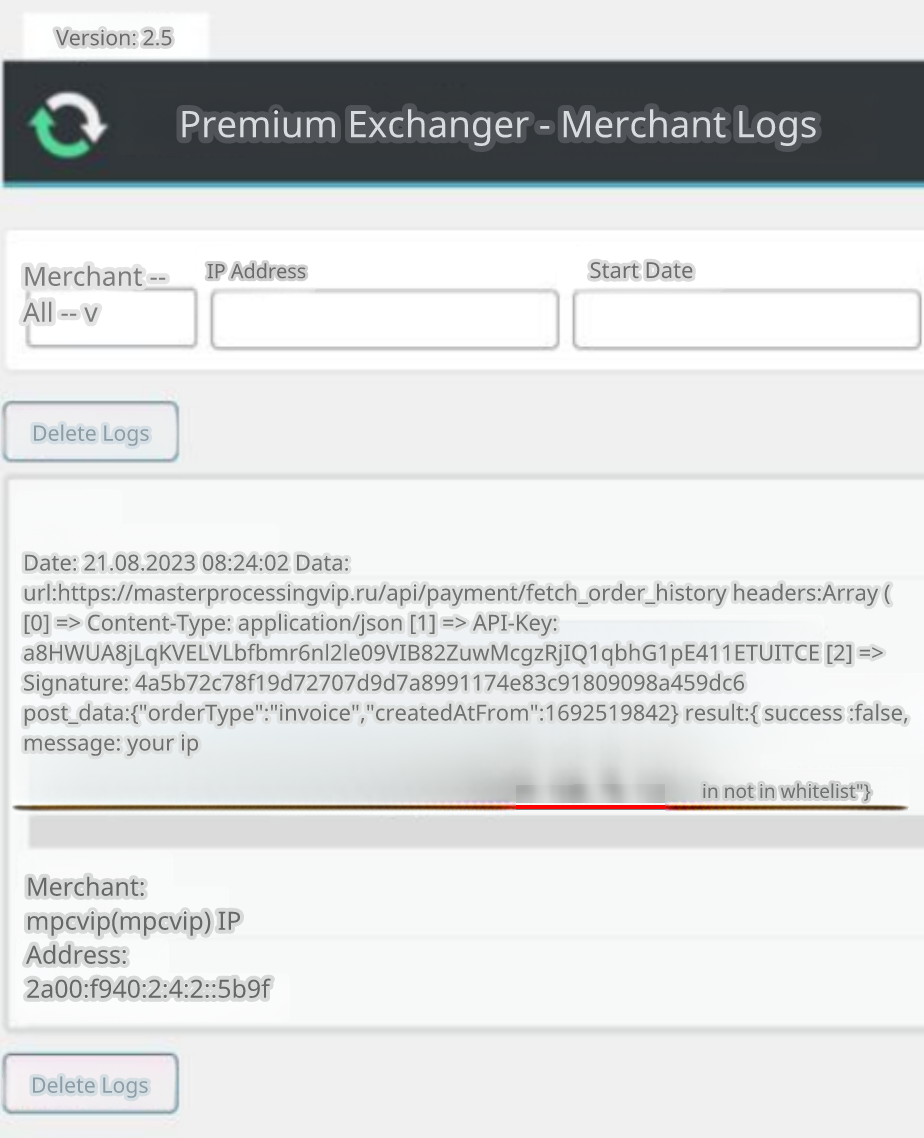 Version: 2.5
Premium Exchanger - Merchant Logs
Merchant --
All -- v
IP Address
Start Date
Delete Logs
Date: 21.08.2023 08:24:02 Data:
url:https://masterprocessingvip.ru/api/payment/fetch_order_history headers:Array (
[0] => Content-Type: application/json [1] => API-Key:
a8HWUA8jLqKVELVLbfbmr6nl2le09VIB82ZuwMcgzRjIQ1qbhG1pE411ETUITCE [2] =>
Signature: 4a5b72c78f19d72707d9d7a8991174e83c91809098a459dc6
post_data:{"orderType":"invoice","createdAtFrom":1692519842} result:{ success :false,
message: your ip
in not in whitelist"}
Merchant:
mpcvip(mpcvip) IP
Address:
2a00:f940:2:4:2::5b9f
Delete Logs